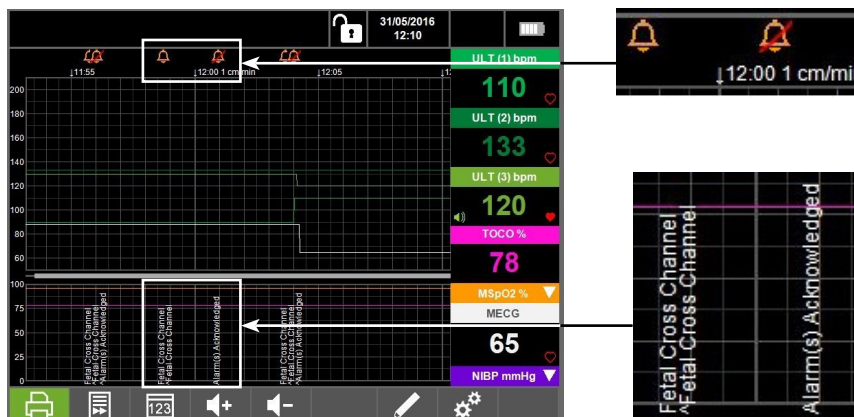 31/05/2016
12:10
↓11:55
↓12:00 1 cm/min
↓12:05
200
180
160
140
120
100
80
60
100
75
50
25
0
Fetal Cross Channel
^Fetal Cross Channel
^Alarm(s) Acknowledged
Fetal Cross Channel
^Fetal Cross Channel
Alarm(s) Acknowledged
Fetal Cross Channel
^Fetal Cross Channel
^Alarm(s) Acknowledged
ULT (1) bpm
110
ULT (2) bpm
133
ULT (3) bpm
120
TOCO %
78
MSpO2 %
MECG
65
NIBP mmHg
123
↓12:00 1 cm/mi
Fetal Cross Channel
^Fetal Cross Channel
Alarm(s) Acknowledged